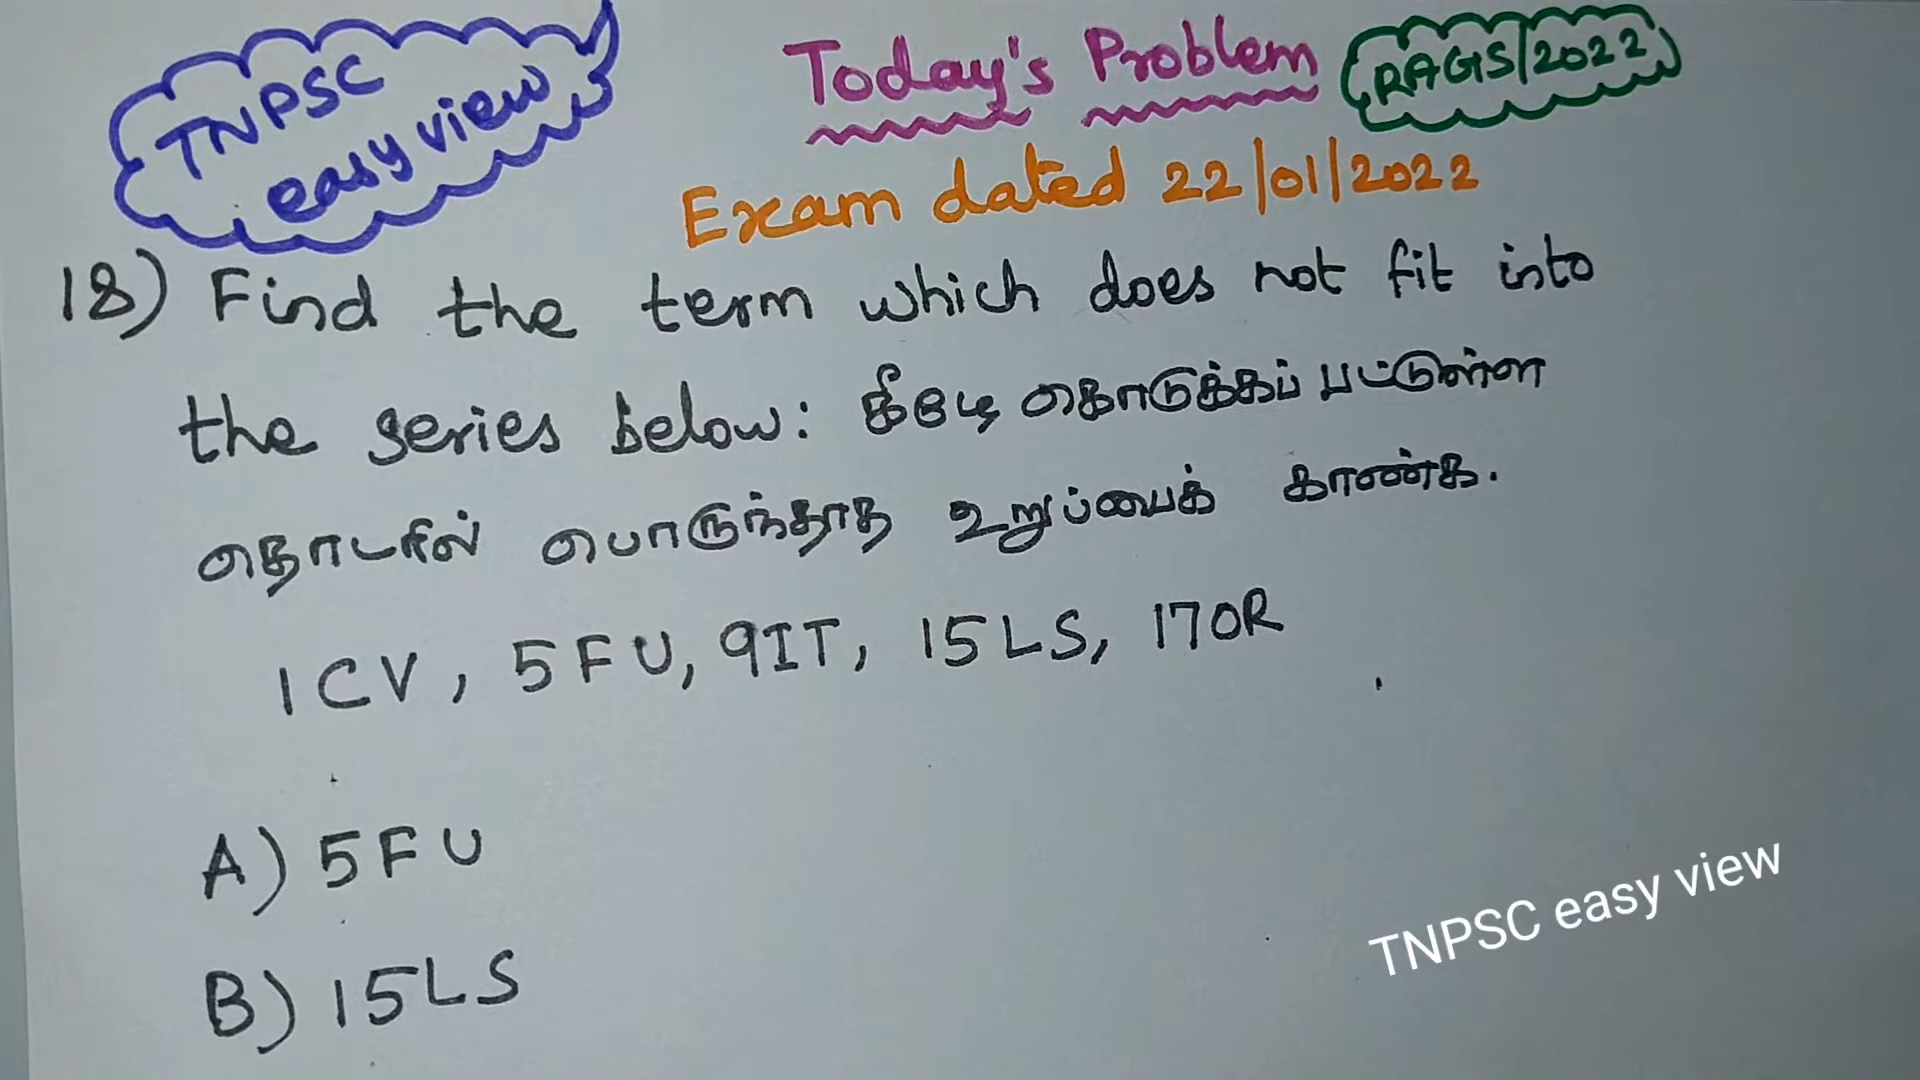 TNPSC
easy view
Today's Problem
RAGIS/2022
Exam dated 22/01/2022
18) Find the term which does not fit into
the series below: கீழே கொடுக்கப்பட்டுள்ள
தொடரில் பொருந்தாத உறுப்பைக் காண்க.
1CV, 5FU, 9IT, 15LS, 17OR
A) 5FU
B) 15LS
TNPSC easy view